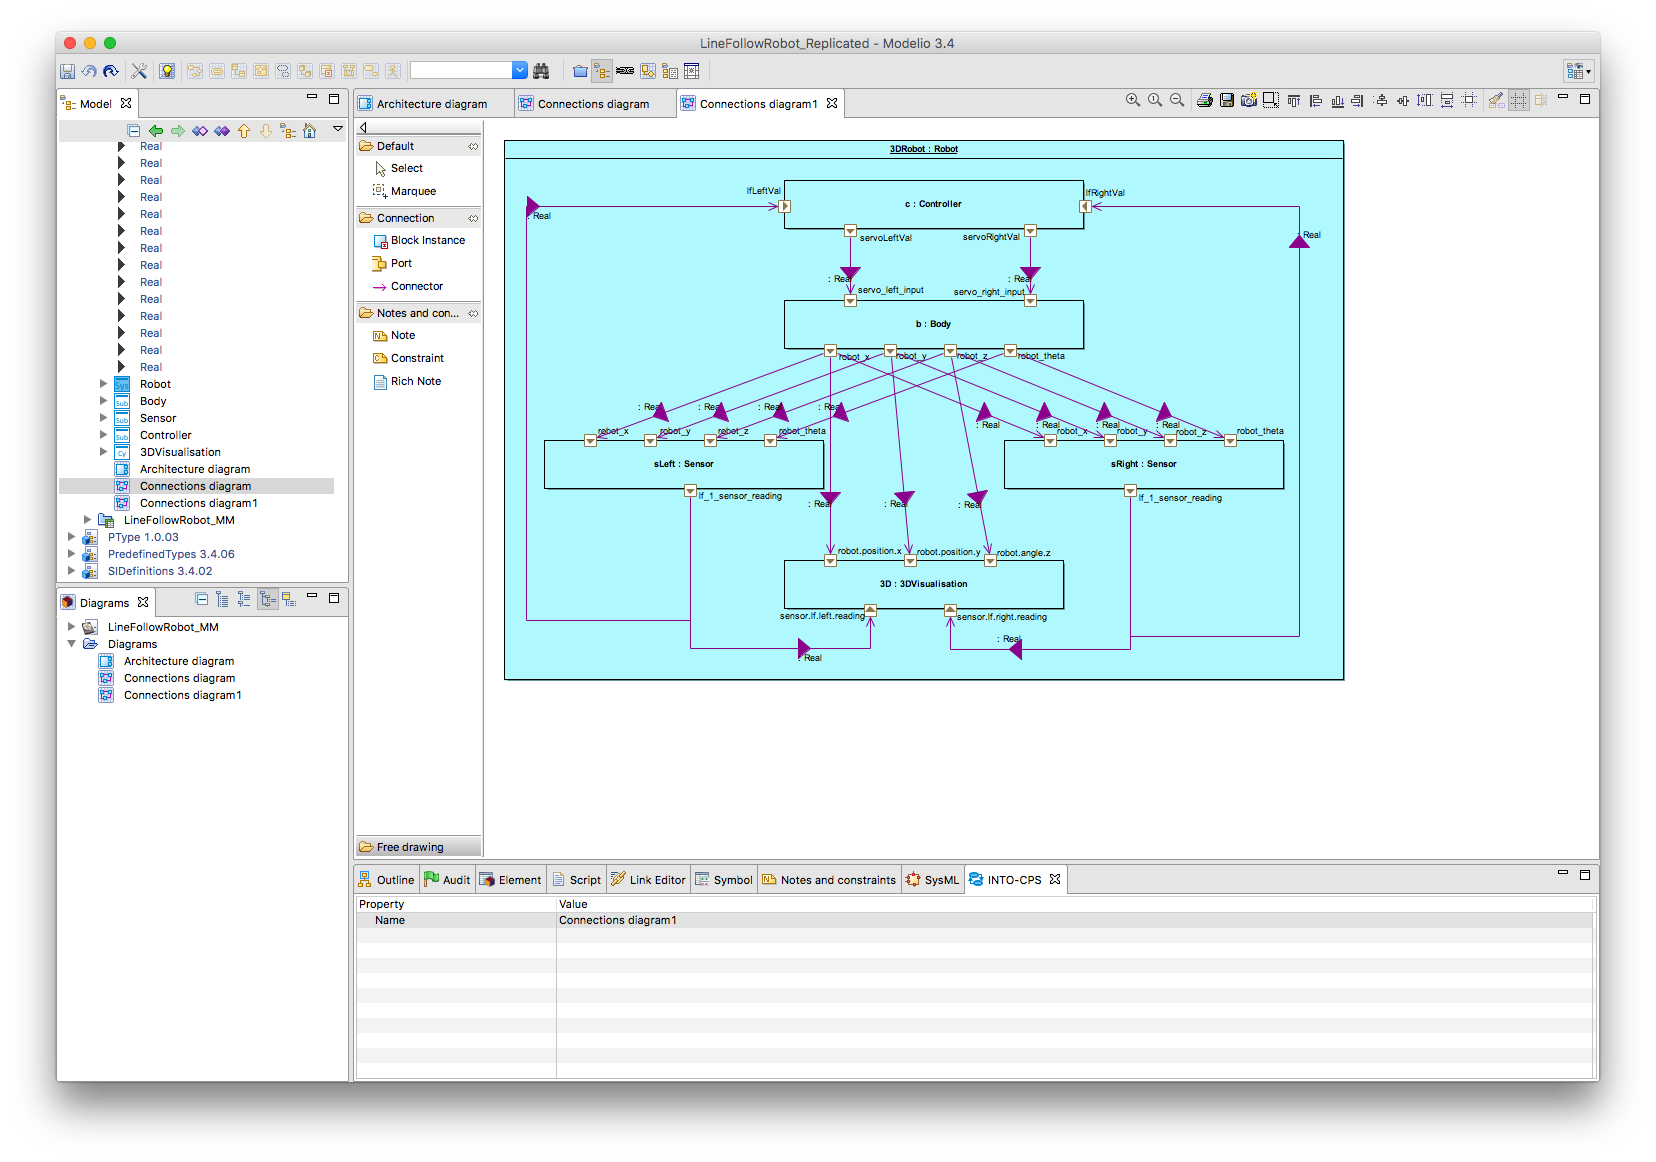 LineFollowRobot_Replicated - Modelio 3.4
Model
Real
Real
Real
Real
Real
Real
Real
Real
Real
Real
Real
Real
Real
Real
Robot
Body
Sensor
Controller
3DVisualisation
Architecture diagram
Connections diagram
Connections diagram1
LineFollowRobot_MM
PType 1.0.03
PredefinedTypes 3.4.06
SIDefinitions 3.4.02
Diagrams
LineFollowRobot_MM
Diagrams
Architecture diagram
Connections diagram
Connections diagram1
Architecture diagram
Connections diagram
Connections diagram1
Default
Select
Marquee
Connection
Block Instance
Port
Connector
Notes and con...
Note
Constraint
Rich Note
Free drawing
3DRobot : Robot
lfLeftVal
c : Controller
lfRightVal
: Real
: Real
servoLeftVal
servoRightVal
: Real
: Real
servo_left_input
servo_right_input
b : Body
robot_x
robot_y
robot_z
robot_theta
: Real
: Real
: Real
: Real
: Real
: Real
: Real
: Real
robot_x
robot_y
robot_z
robot_theta
robot_x
robot_y
robot_z
robot_theta
sLeft : Sensor
sRight : Sensor
lf_1_sensor_reading
lf_1_sensor_reading
: Real
: Real
: Real
robot.position.x
robot.position.y
robot.angle.z
3D : 3DVisualisation
sensor.lf.left.reading
sensor.lf.right.reading
: Real
: Real
Outline
Audit
Element
Script
Link Editor
Symbol
Notes and constraints
SysML
INTO-CPS
Property
Value
Name
Connections diagram1